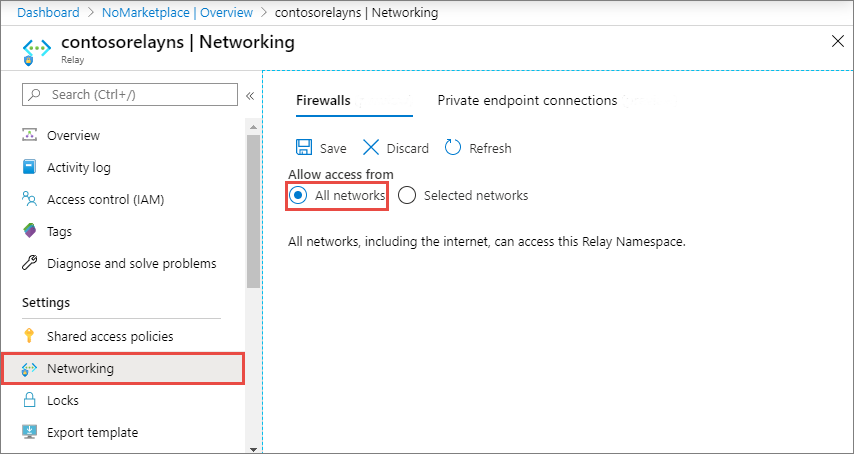 Dashboard > NoMarketplace | Overview > contosorelayns | Networking
contosorelayns | Networking
Relay
Search (Ctrl+/)
Overview
Activity log
Access control (IAM)
Tags
Diagnose and solve problems
Settings
Shared access policies
Networking
Locks
Export template
Firewalls Private endpoint connections
Save Discard Refresh
Allow access from
All networks Selected networks
All networks, including the internet, can access this Relay Namespace.